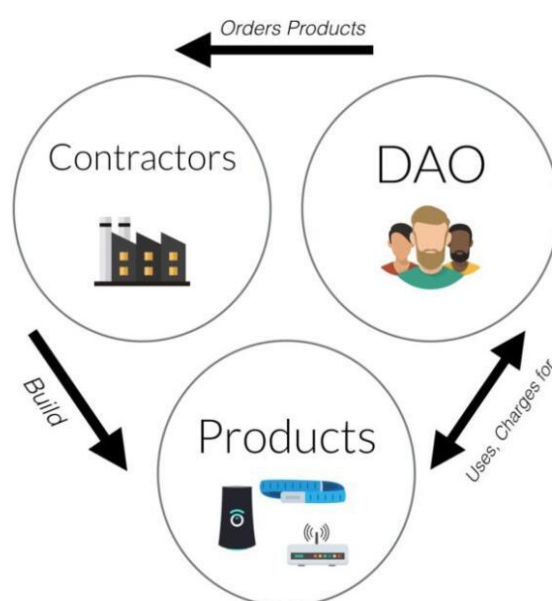 Orders Products
Contractors
DAO
Build
Uses, Charges for
Products